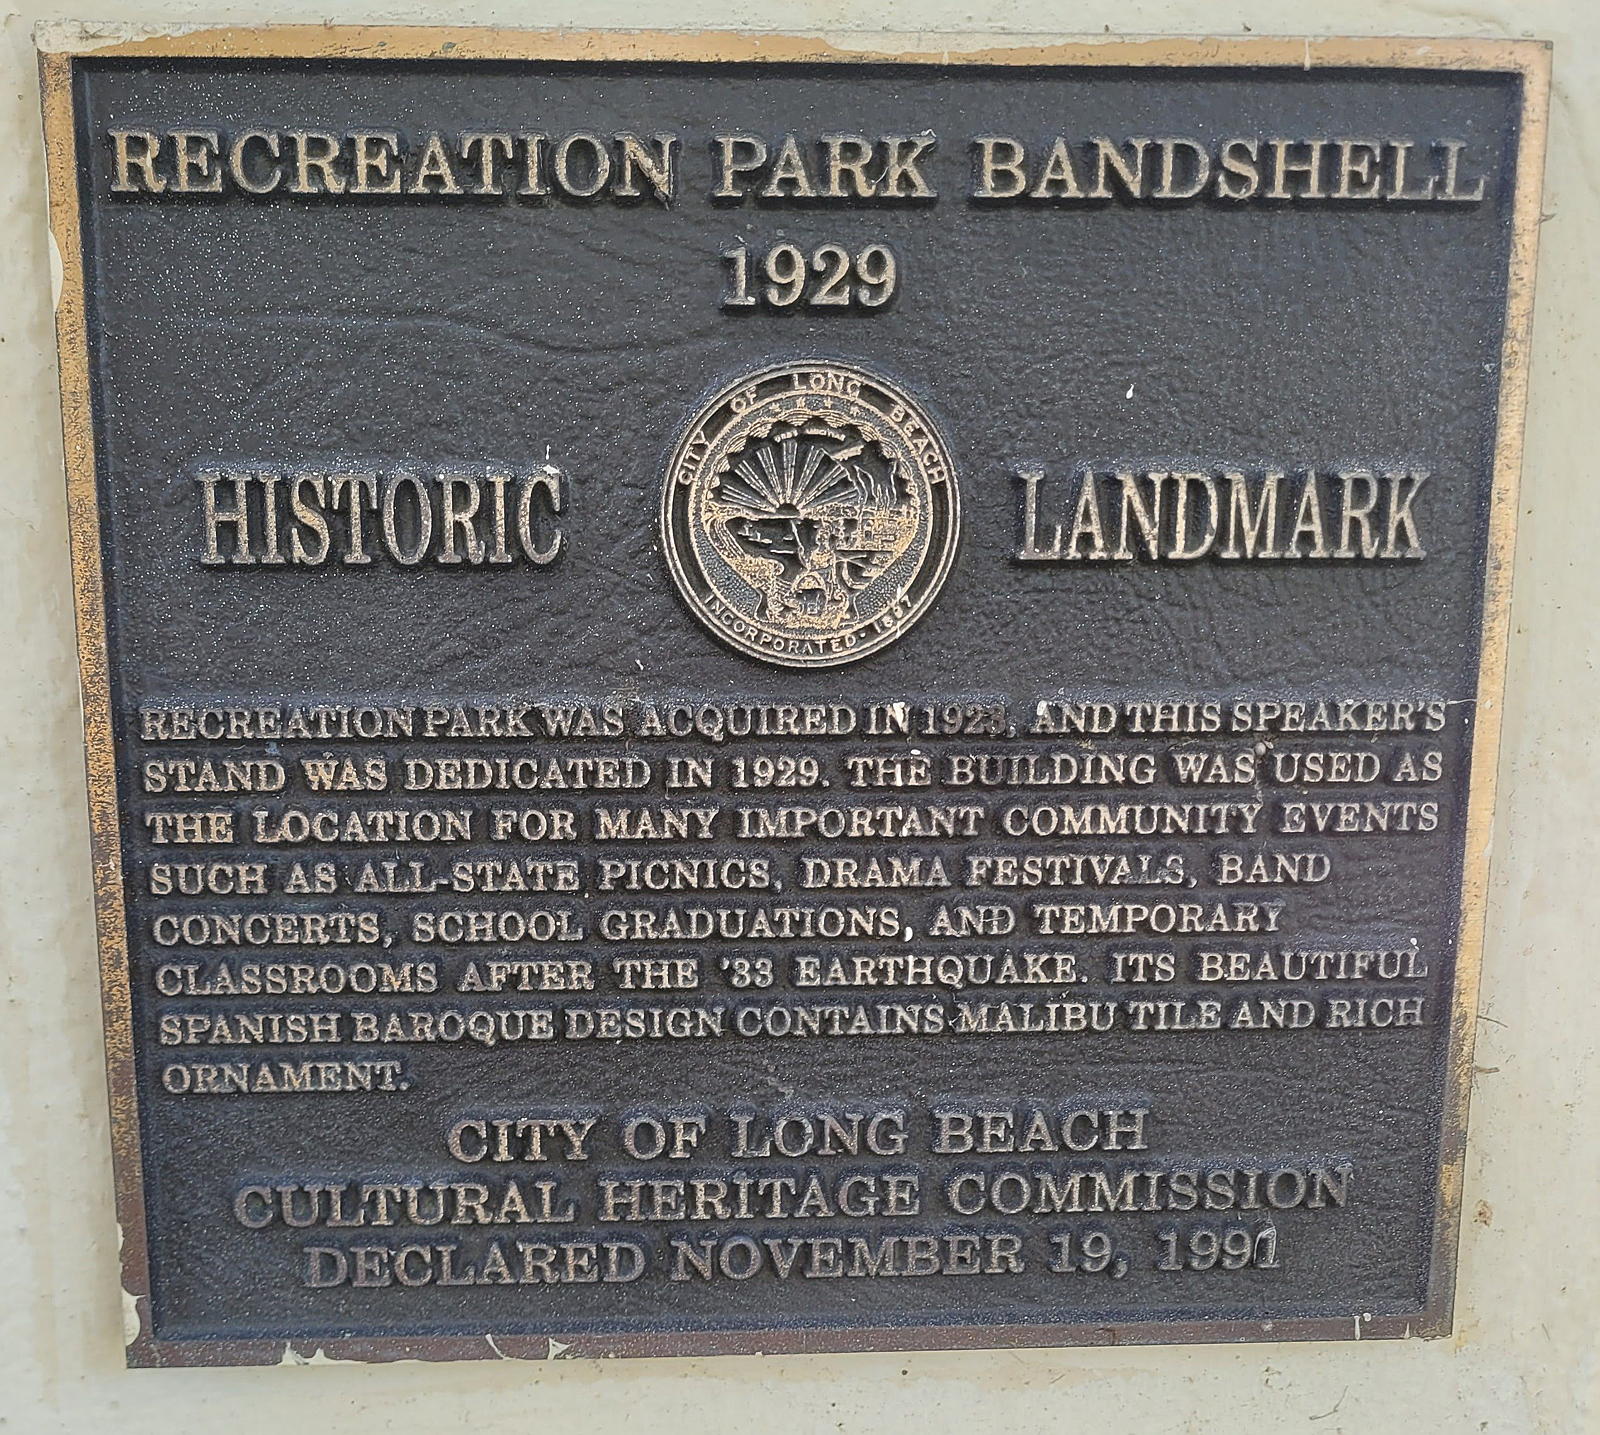 RECREATION PARK BANDSHELL
1929
CITY OF LONG BEACH
INCORPORATED - 1897
HISTORIC LANDMARK
RECREATION PARK WAS ACQUIRED IN 1923, AND THIS SPEAKER'S
STAND WAS DEDICATED IN 1929. THE BUILDING WAS USED AS
THE LOCATION FOR MANY IMPORTANT COMMUNITY EVENTS
SUCH AS ALL-STATE PICNICS, DRAMA FESTIVALS, BAND
CONCERTS, SCHOOL GRADUATIONS, AND TEMPORARY
CLASSROOMS AFTER THE '33 EARTHQUAKE. ITS BEAUTIFUL
SPANISH BAROQUE DESIGN CONTAINS MALIBU TILE AND RICH
ORNAMENT.
CITY OF LONG BEACH
CULTURAL HERITAGE COMMISSION
DECLARED NOVEMBER 19, 1991